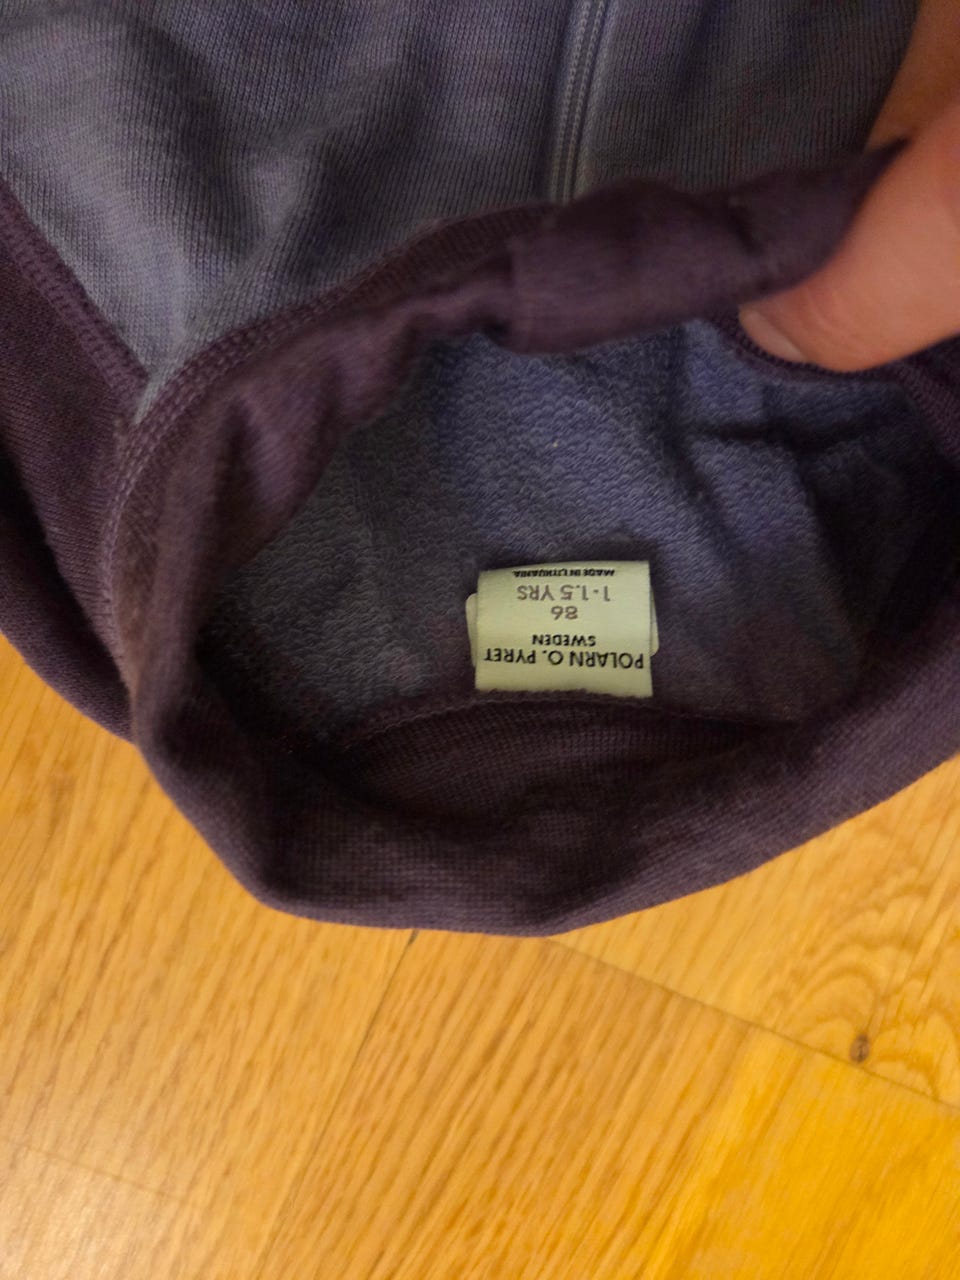 POLARN O. PYRET
SWEDEN
86
1-1.5 YRS
MADE IN LITHUANIA